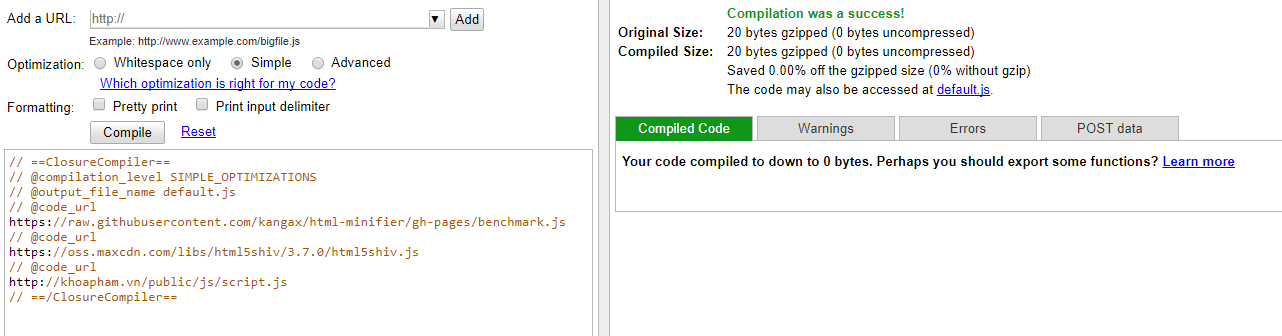 Add a URL: http:// Add
Example: http://www.example.com/bigfile.js
Optimization: Whitespace only Simple Advanced
Which optimization is right for my code?
Formatting: Pretty print Print input delimiter
Compile Reset
// ==ClosureCompiler==
// @compilation_level SIMPLE_OPTIMIZATIONS
// @output_file_name default.js
// @code_url
https://raw.githubusercontent.com/kangax/html-minifier/gh-pages/benchmark.js
// @code_url
https://oss.maxcdn.com/libs/html5shiv/3.7.0/html5shiv.js
// @code_url
http://khoapham.vn/public/js/script.js
// ==/ClosureCompiler==
Compilation was a success!
Original Size: 20 bytes gzipped (0 bytes uncompressed)
Compiled Size: 20 bytes gzipped (0 bytes uncompressed)
Saved 0.00% off the gzipped size (0% without gzip)
The code may also be accessed at default.js.
Compiled Code Warnings Errors POST data
Your code compiled to down to 0 bytes. Perhaps you should export some functions? Learn more